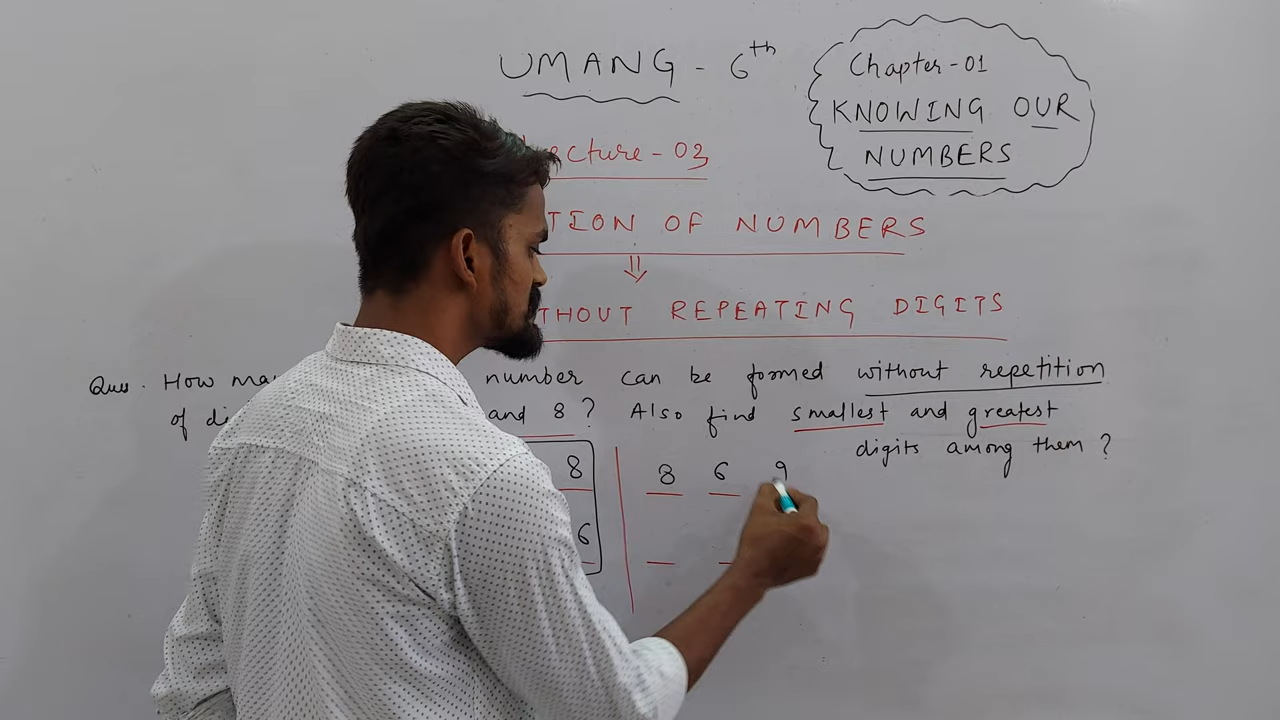 UMANG - 6th
Chapter-01
KNOWING OUR
NUMBERS
Lecture-03
TION OF NUMBERS
⇓
THOUT REPEATING DIGITS
Ques. How number can be formed without repetition
of and 8? Also find smallest and greatest
digits among them?
8 8 6 9
6